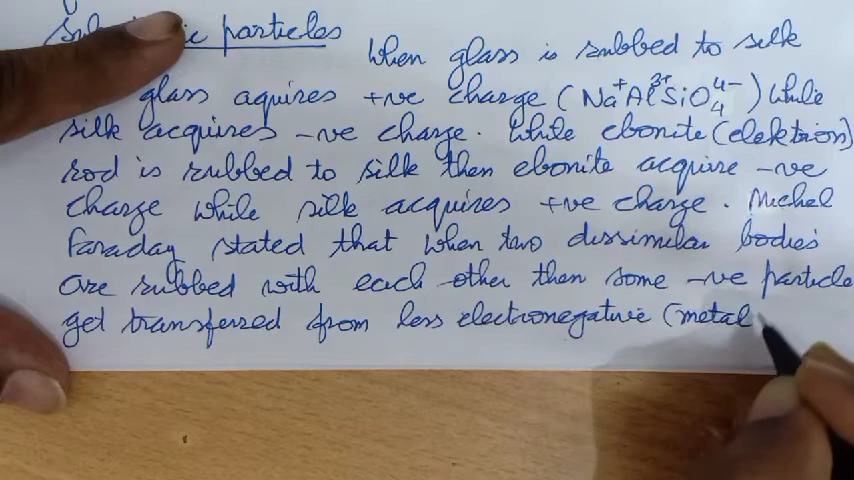 particles
When glass is rubbed to silk
glass aquires +ve charge (Na⁺Al³⁺SiO₄⁴⁻) While
silk acquires -ve charge. While ebonite (elektrion)
rod is rubbed to silk then ebonite acquire -ve
charge while silk acquires +ve charge. Michel
Faraday stated that when two dissimilar bodies
are rubbed with each other then some -ve particle
get transferred from less electronegative (metal